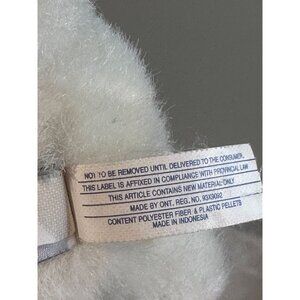 NOT TO BE REMOVED UNTIL DELIVERED TO THE CONSUMER.
THIS LABEL IS AFFIXED IN COMPLIANCE WITH PROVINCIAL LAW
THIS ARTICLE CONTAINS NEW MATERIAL ONLY
MADE BY ONT. REG. NO. 93X9092
CONTENT POLYESTER FIBER & PLASTIC PELLETS
MADE IN INDONESIA